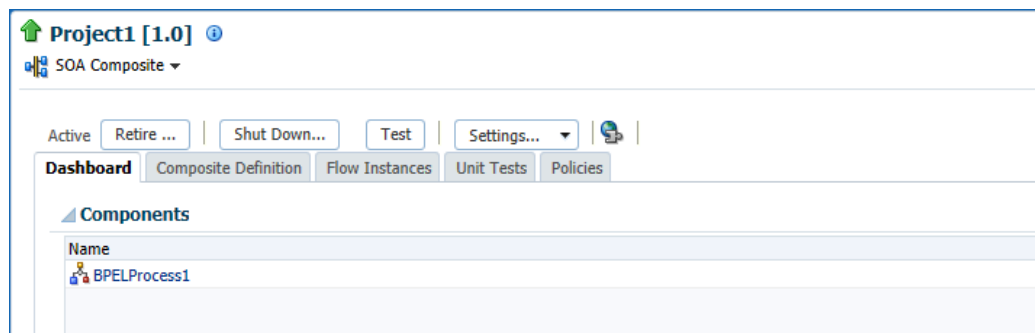 Project1 [1.0]
SOA Composite
Active Retire ... Shut Down... Test Settings...
Dashboard Composite Definition Flow Instances Unit Tests Policies
Components
Name
BPELProcess1